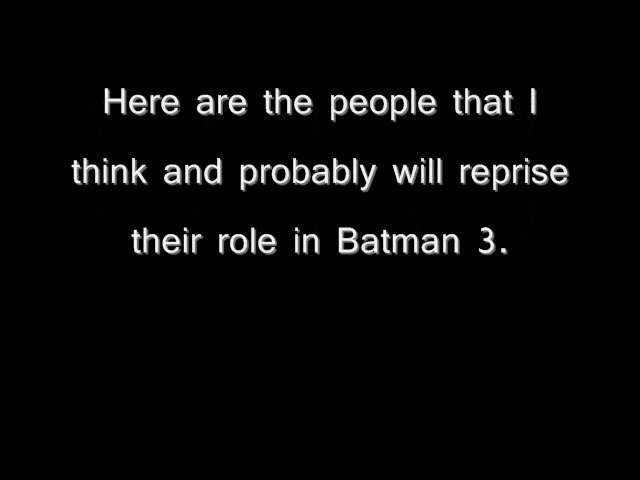 Here are the people that I
think and probably will reprise
their role in Batman 3.